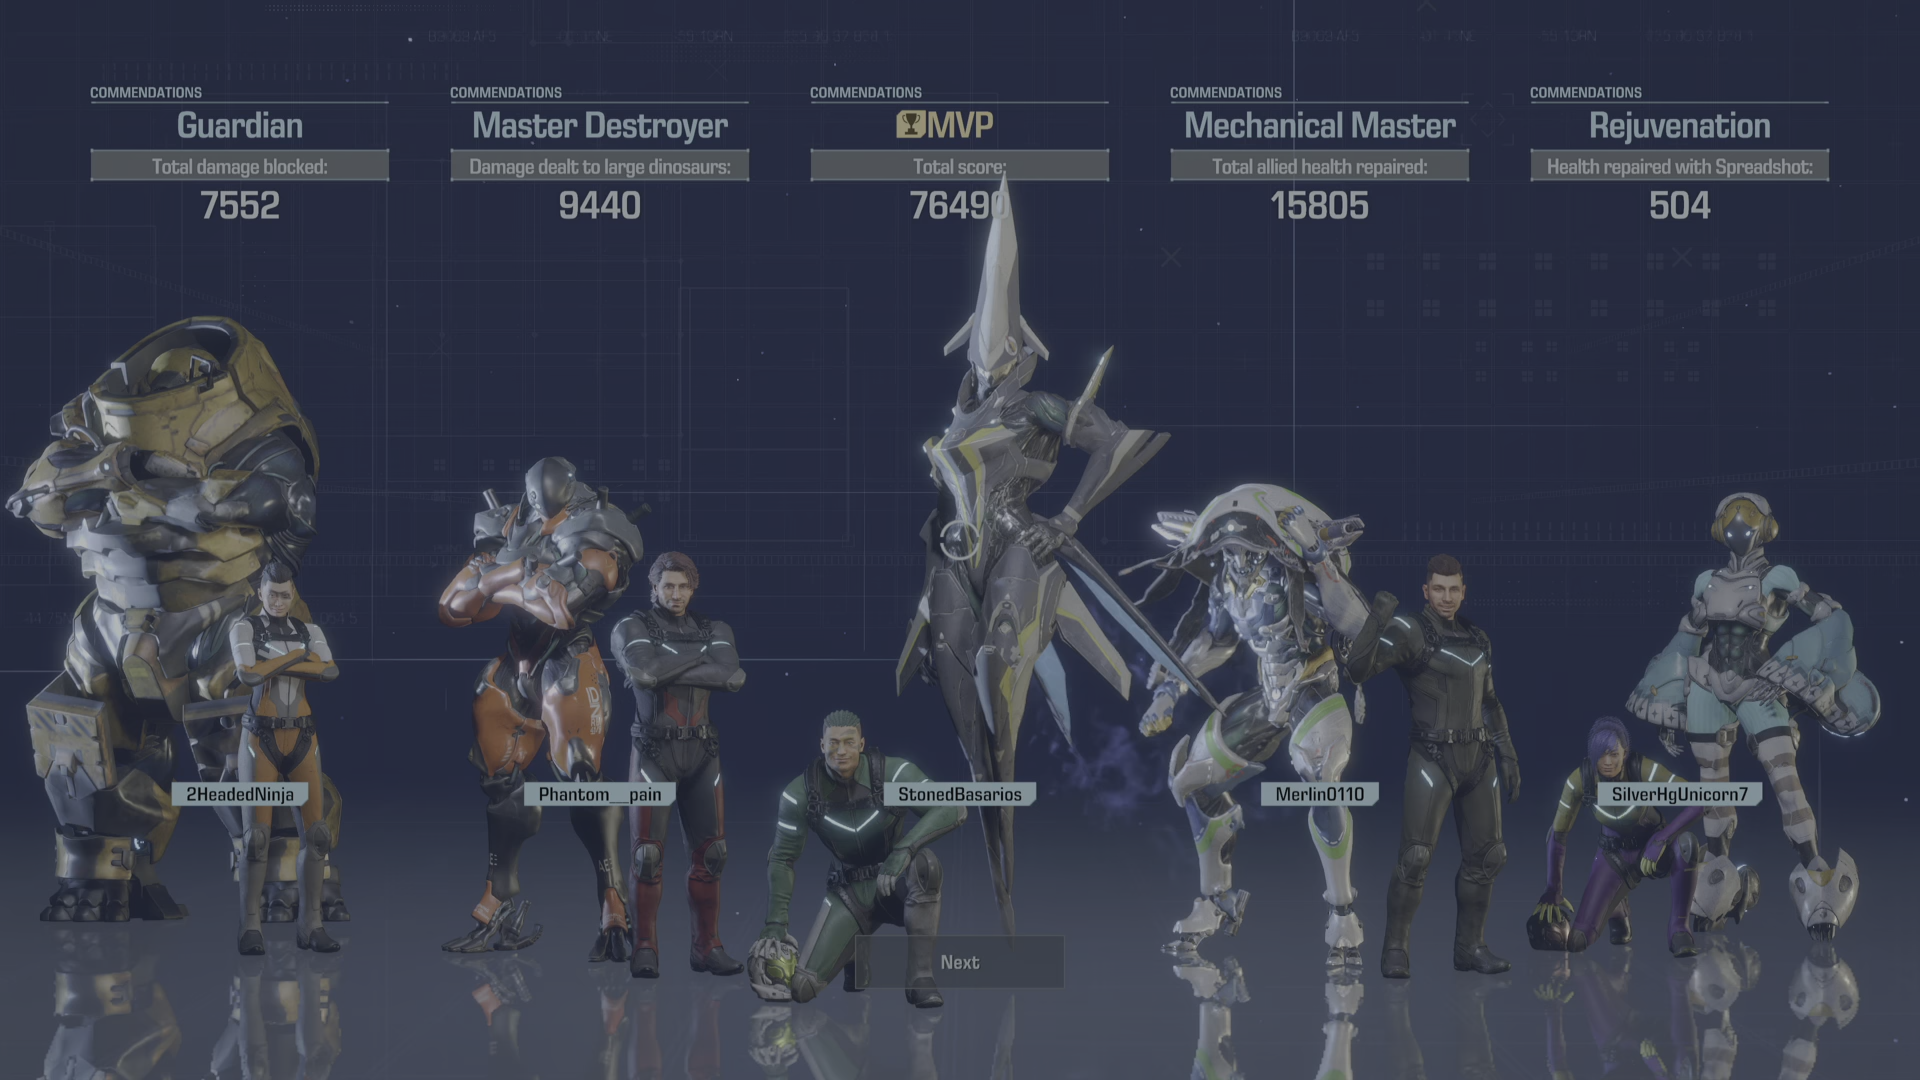 COMMENDATIONS
Guardian
Total damage blocked:
7552
COMMENDATIONS
Master Destroyer
Damage dealt to large dinosaurs:
9440
COMMENDATIONS
MVP
Total score:
76490
COMMENDATIONS
Mechanical Master
Total allied health repaired:
15805
COMMENDATIONS
Rejuvenation
Health repaired with Spreadshot:
504
2HeadedNinja
Phantom__pain
StonedBasarios
Merlin0110
SilverHgUnicorn7
Next